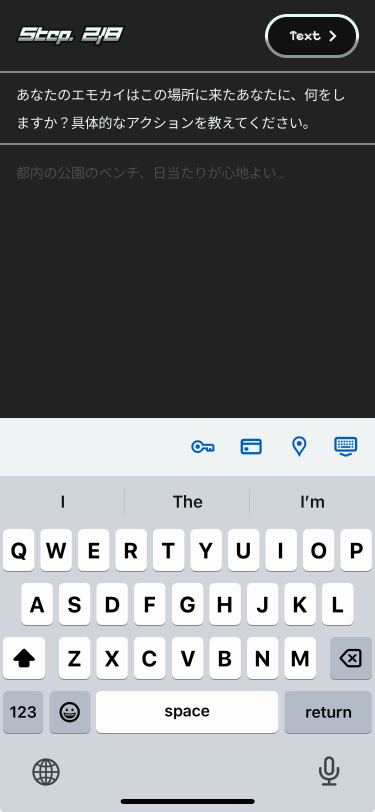 Step. 2/8
Text >
あなたのエモカイはこの場所に来たあなたに、何をし
ますか？具体的なアクションを教えてください。
都内の公園のベンチ、日当たりが心地よい...
I The I'm
Q W E R T Y U I O P
A S D F G H J K L
Z X C V B N M
123 space return